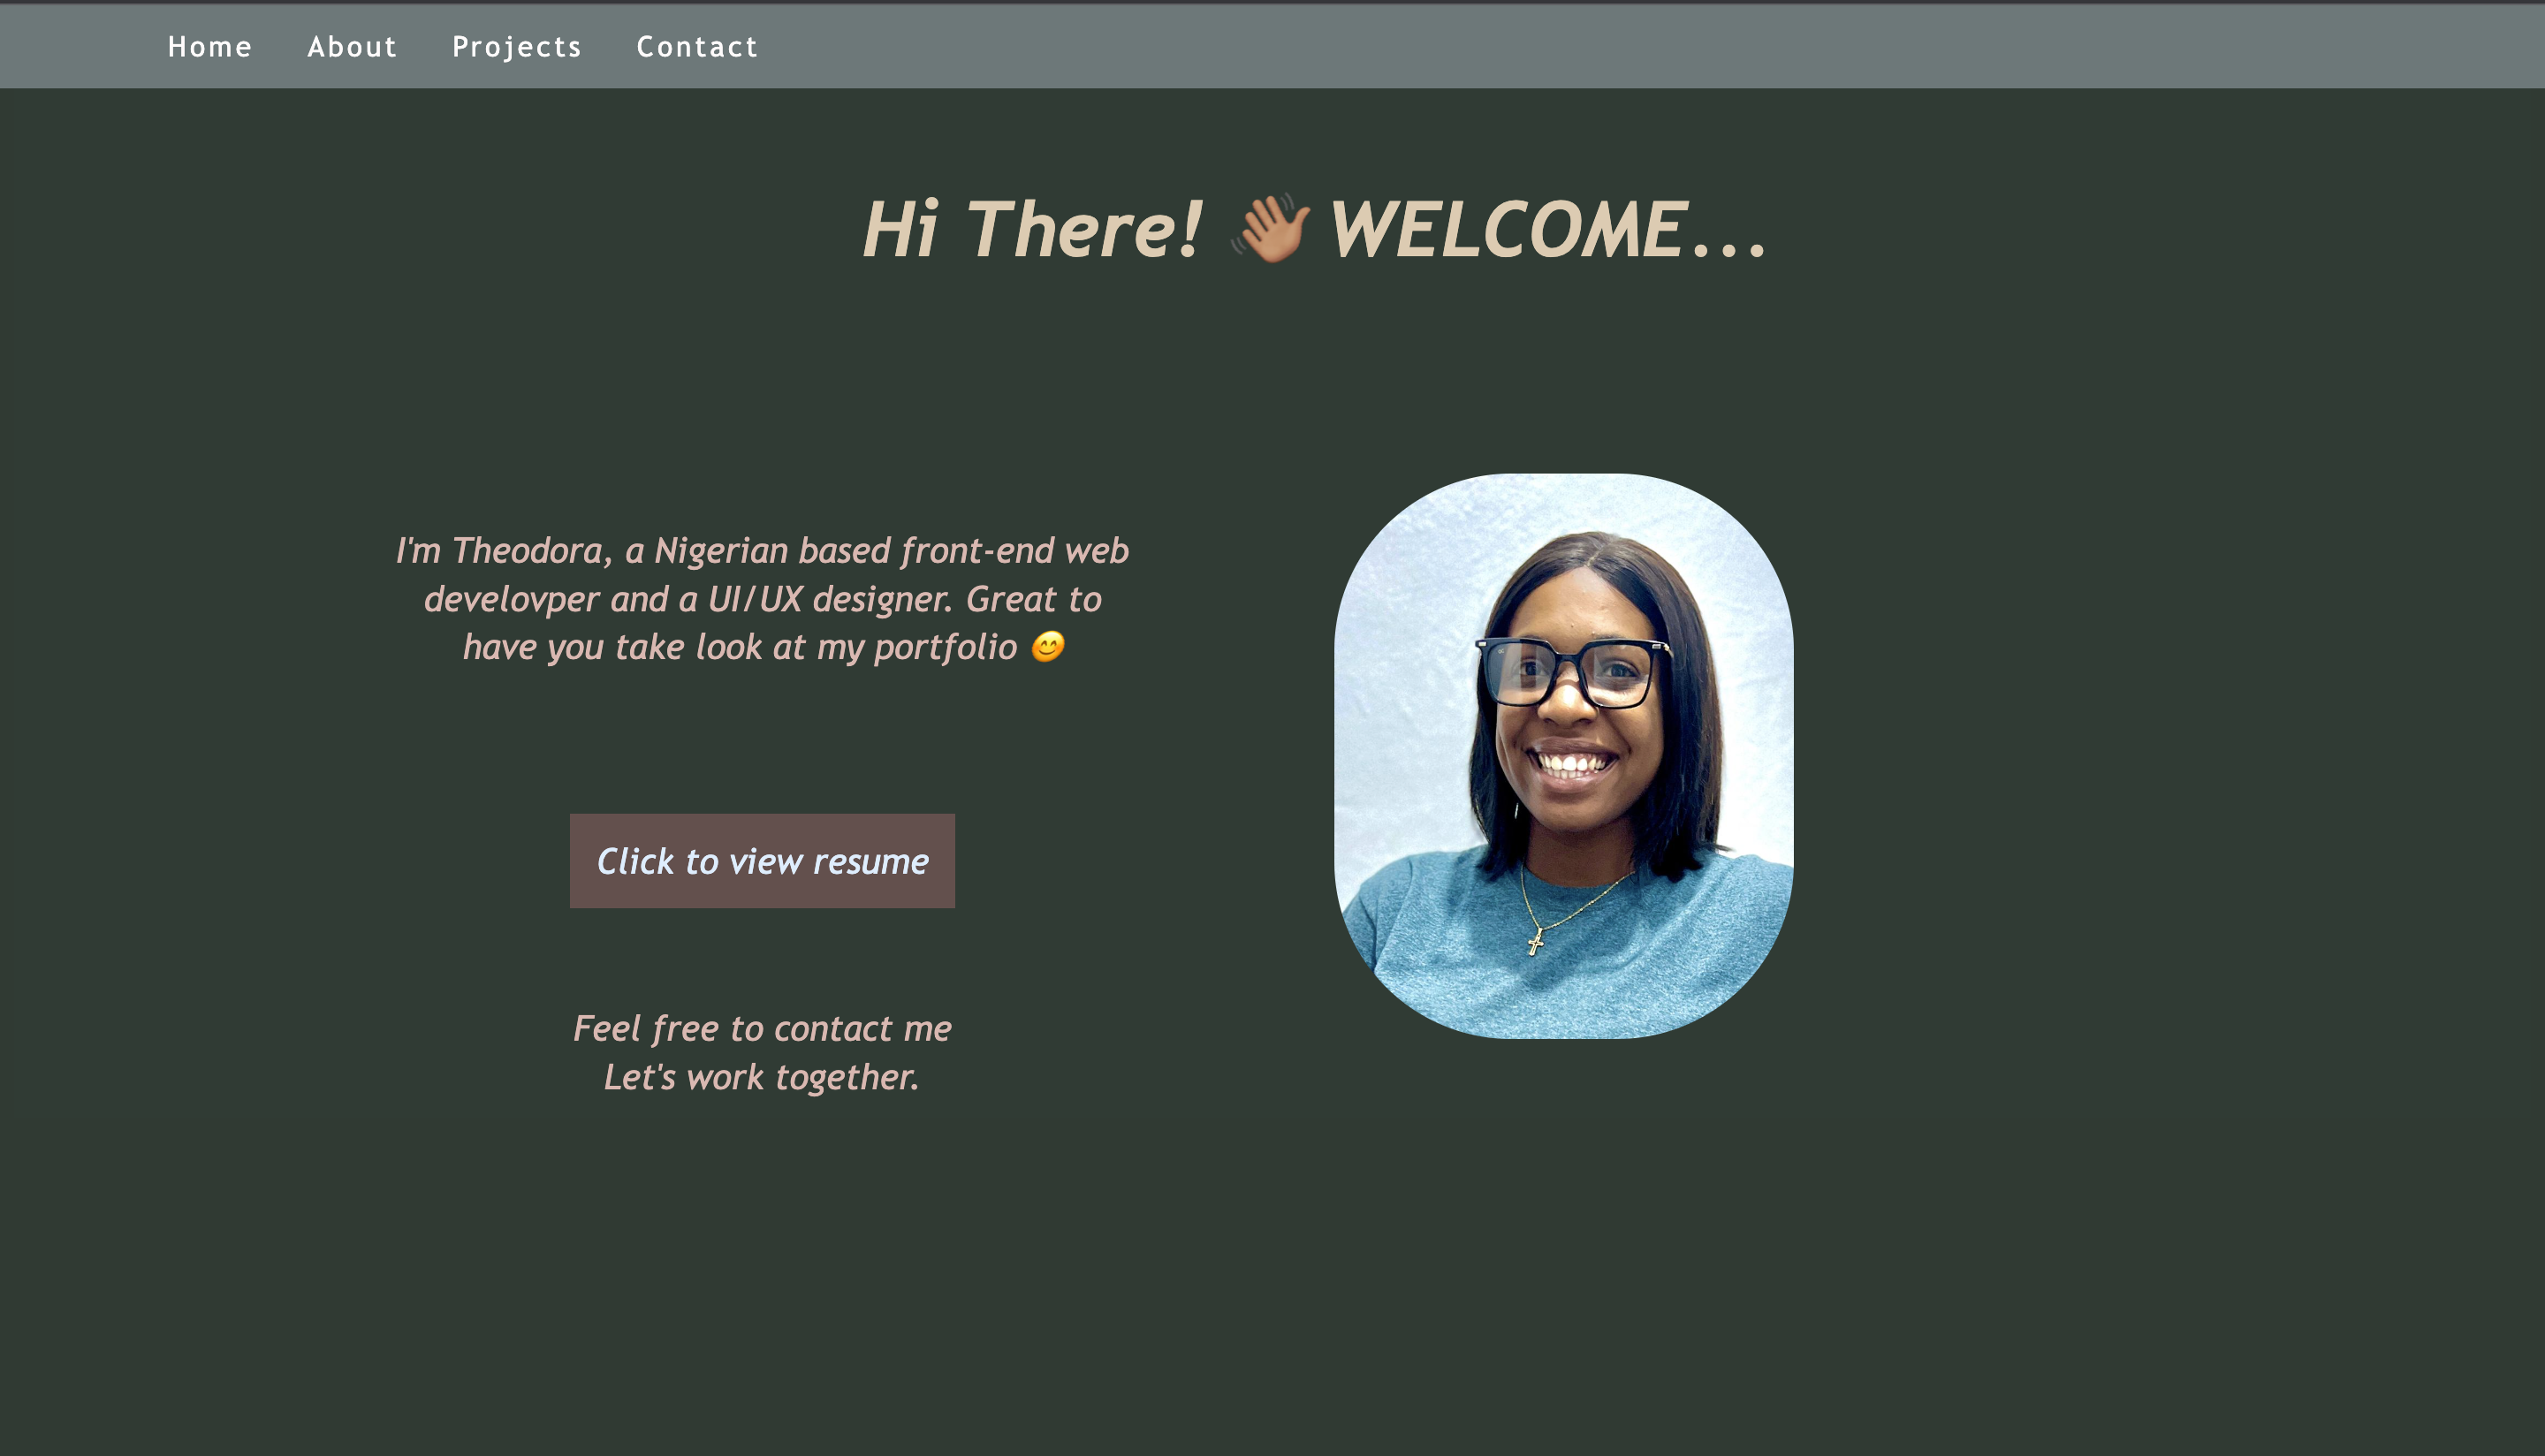 Home About Projects Contact
Hi There! 👋🏽 WELCOME...
I'm Theodora, a Nigerian based front-end web
develovper and a UI/UX designer. Great to
have you take look at my portfolio 😊
Click to view resume
Feel free to contact me
Let's work together.